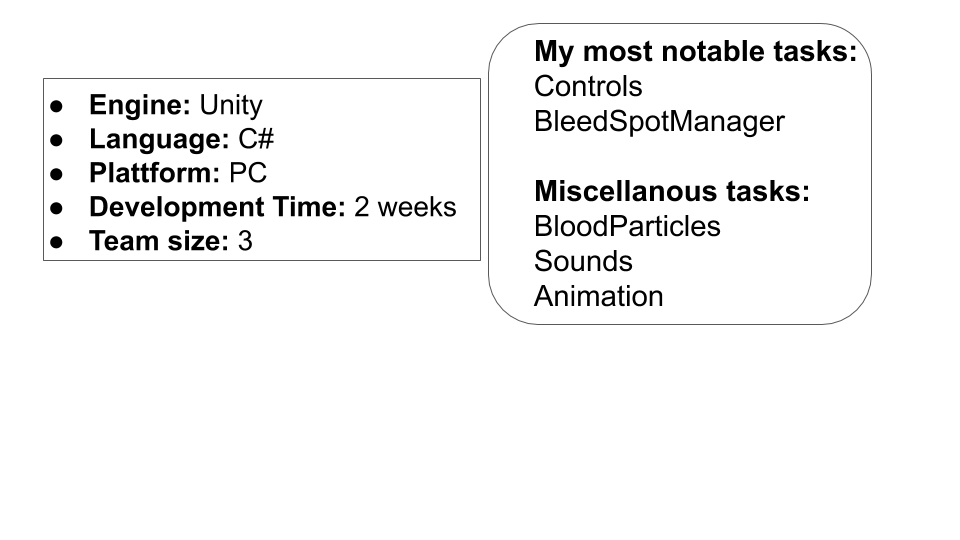 ● Engine: Unity
● Language: C#
● Plattform: PC
● Development Time: 2 weeks
● Team size: 3
My most notable tasks:
Controls
BleedSpotManager
Miscellanous tasks:
BloodParticles
Sounds
Animation